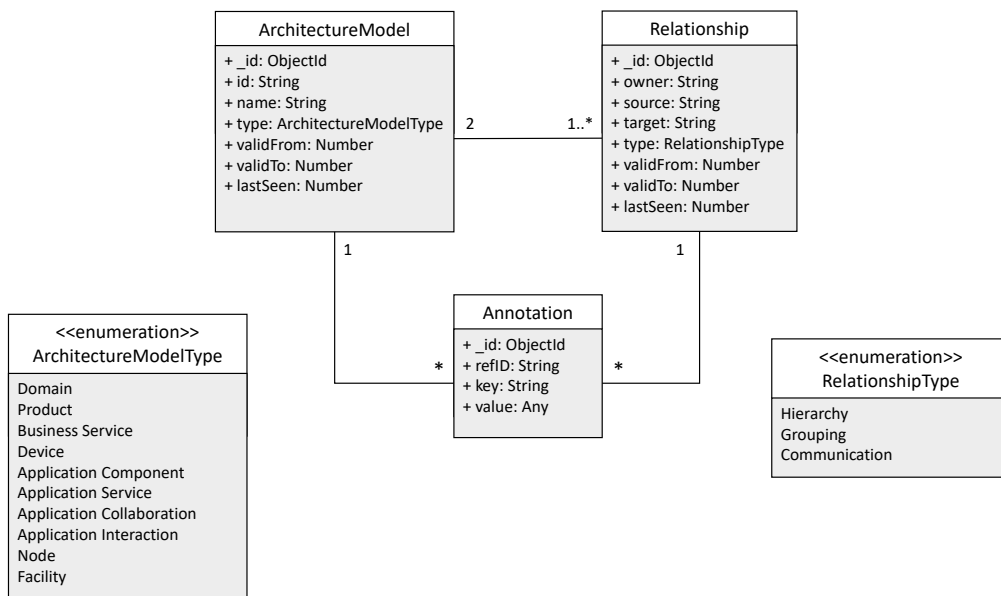 ArchitectureModel
+ _id: ObjectId
+ id: String
+ name: String
+ type: ArchitectureModelType
+ validFrom: Number
+ validTo: Number
+ lastSeen: Number
Relationship
+ _id: ObjectId
+ owner: String
+ source: String
+ target: String
+ type: RelationshipType
+ validFrom: Number
+ validTo: Number
+ lastSeen: Number
2
1..*
1
1
Annotation
+ _id: ObjectId
+ refID: String
+ key: String
+ value: Any
*
*
<<enumeration>>
ArchitectureModelType
Domain
Product
Business Service
Device
Application Component
Application Service
Application Collaboration
Application Interaction
Node
Facility
<<enumeration>>
RelationshipType
Hierarchy
Grouping
Communication